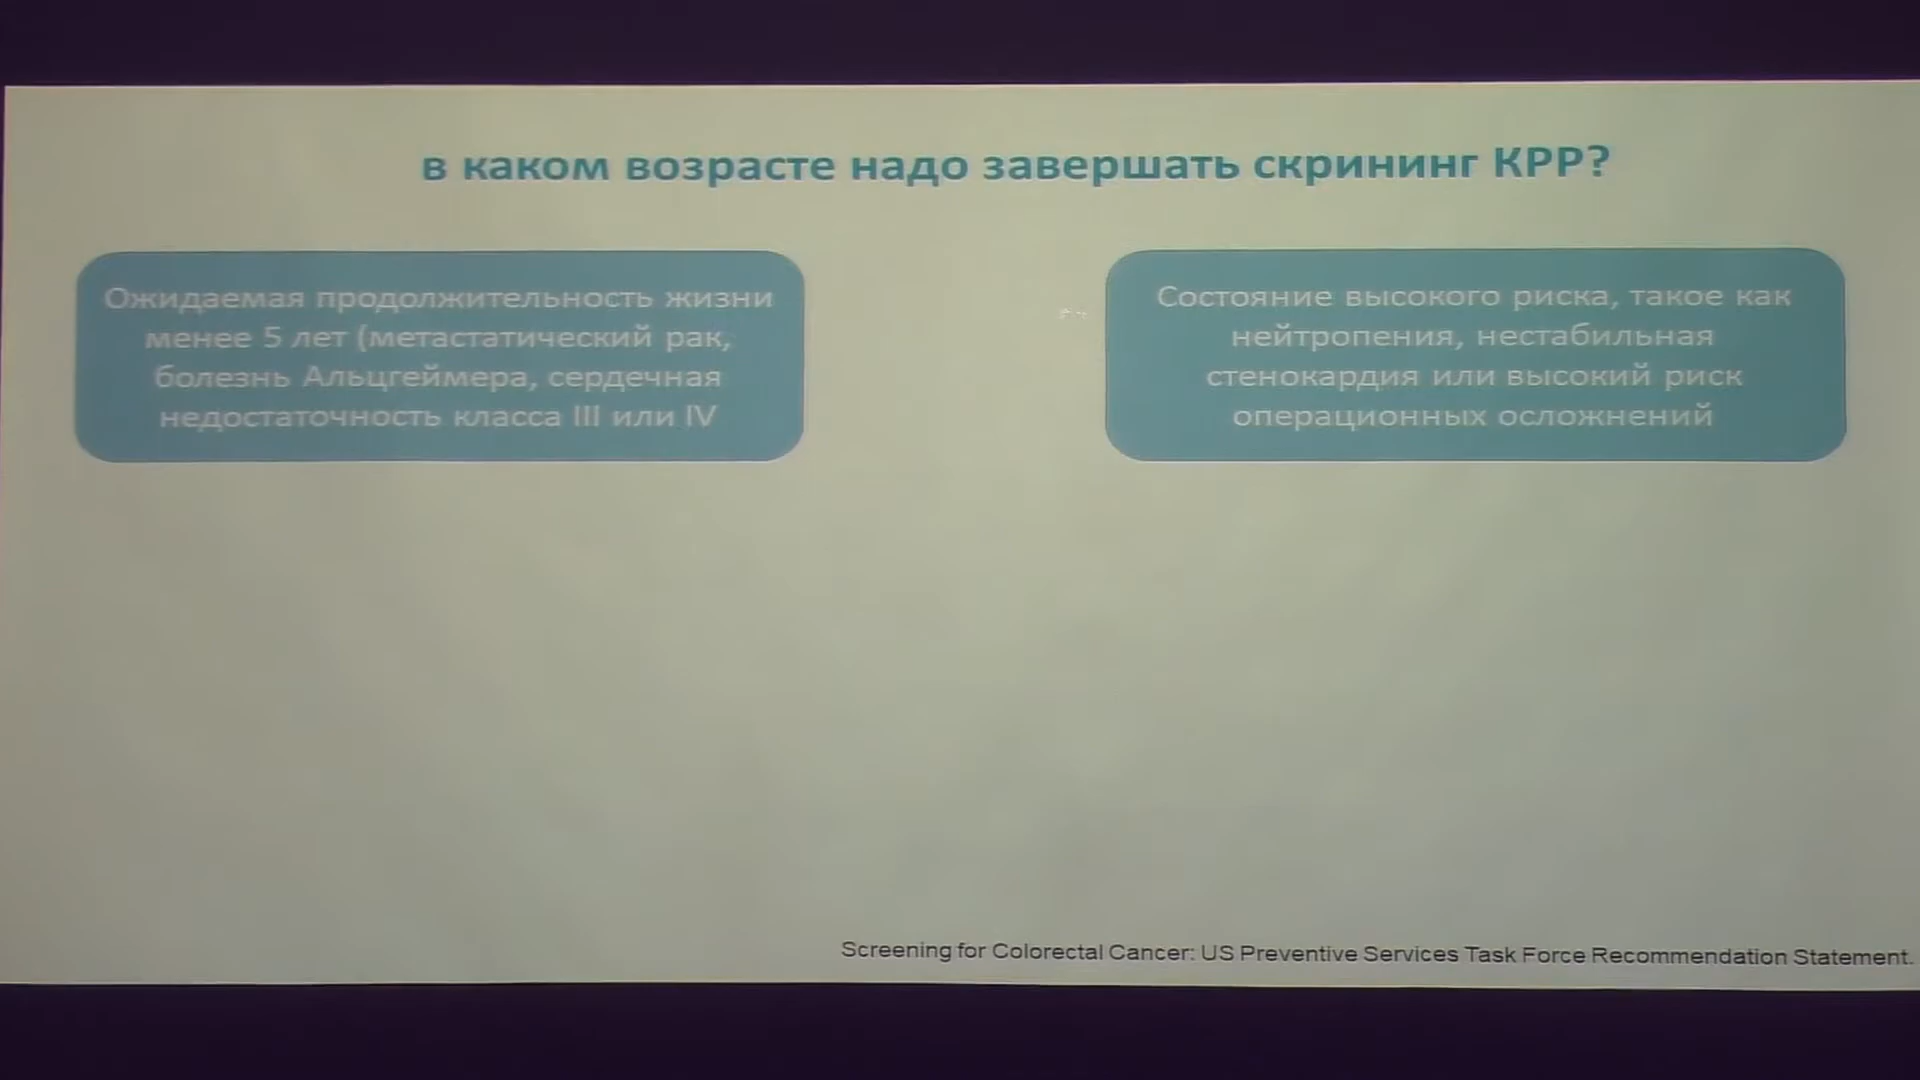 в каком возрасте надо завершать скрининг КРР?
Ожидаемая продолжительность жизни
менее 5 лет (метастатический рак,
болезнь Альцгеймера, сердечная
недостаточность класса III или IV
Состояние высокого риска, такое как
нейтропения, нестабильная
стенокардия или высокий риск
операционных осложнений
Screening for Colorectal Cancer: US Preventive Services Task Force Recommendation Statement.